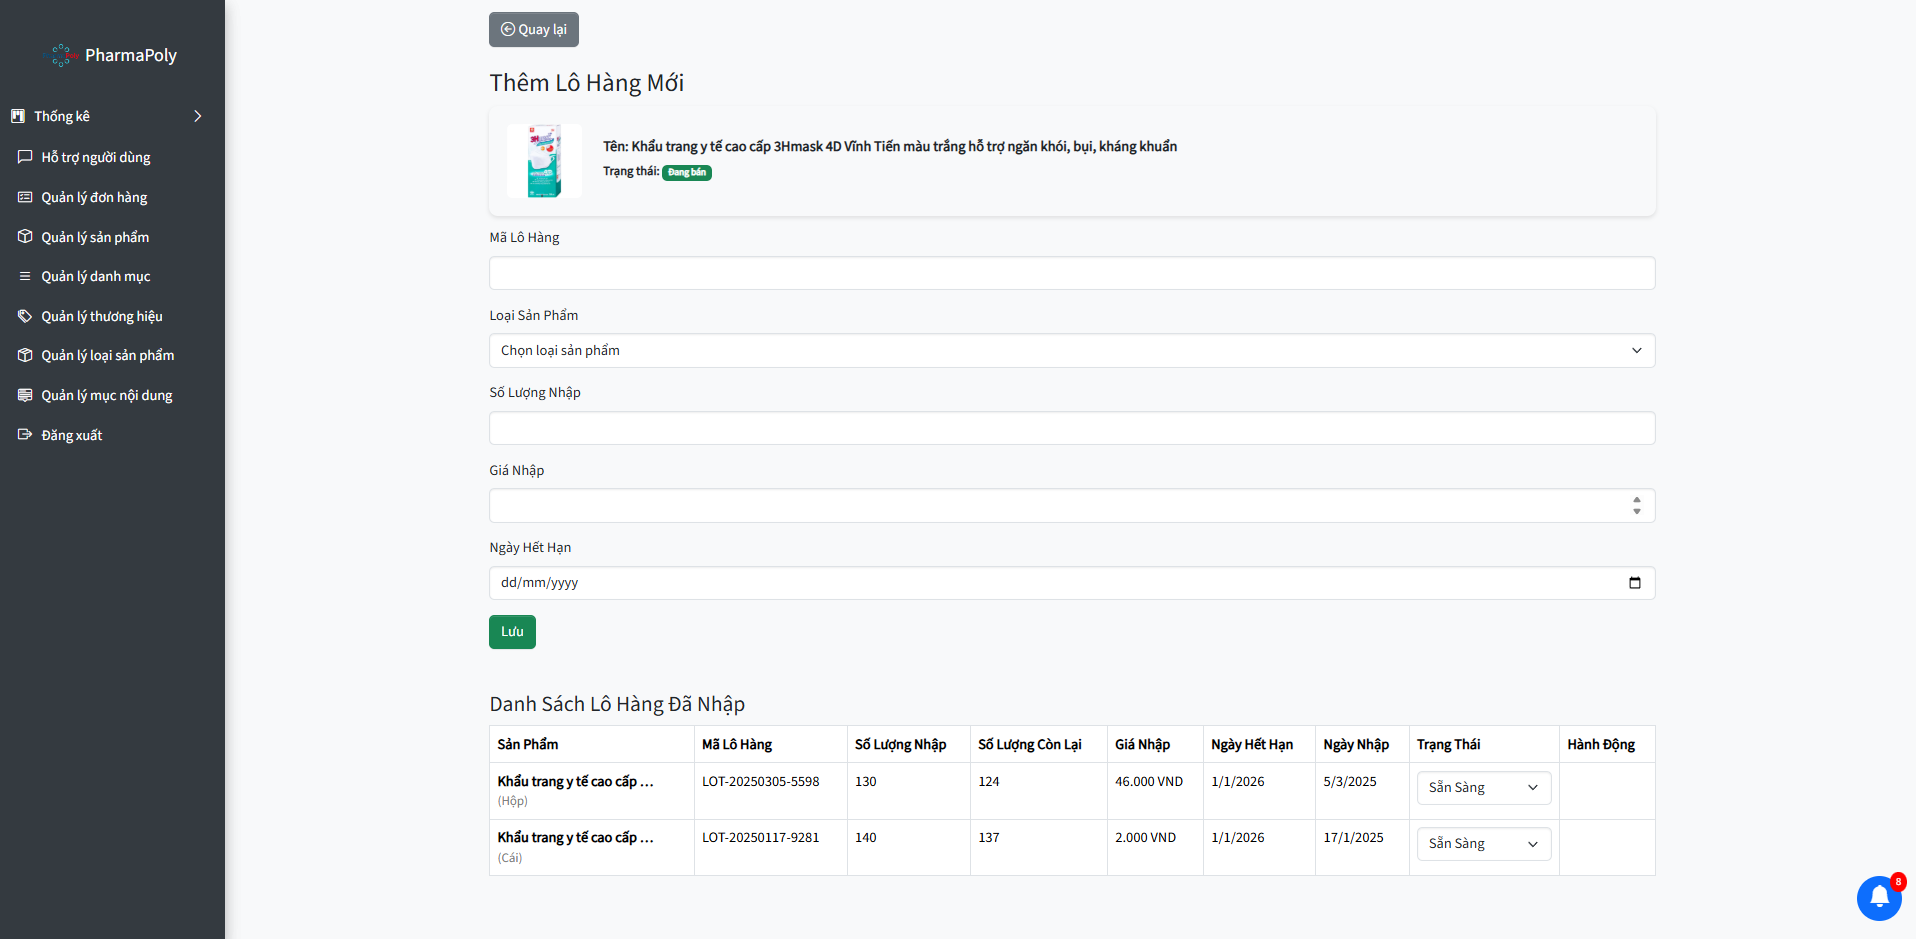 PharmaPoly
Thống kê
Hỗ trợ người dùng
Quản lý đơn hàng
Quản lý sản phẩm
Quản lý danh mục
Quản lý thương hiệu
Quản lý loại sản phẩm
Quản lý mục nội dung
Đăng xuất
Quay lại
Thêm Lô Hàng Mới
Tên: Khẩu trang y tế cao cấp 3Hmask 4D Vĩnh Tiến màu trắng hỗ trợ ngăn khói, bụi, kháng khuẩn
Trạng thái: Đang bán
Mã Lô Hàng
Loại Sản Phẩm
Chọn loại sản phẩm
Số Lượng Nhập
Giá Nhập
Ngày Hết Hạn
dd/mm/yyyy
Lưu
Danh Sách Lô Hàng Đã Nhập
Sản Phẩm Mã Lô Hàng Số Lượng Nhập Số Lượng Còn Lại Giá Nhập Ngày Hết Hạn Ngày Nhập Trạng Thái Hành Động
Khẩu trang y tế cao cấp ... LOT-20250305-5598 130 124 46.000 VND 1/1/2026 5/3/2025 Sẵn Sàng
(Hộp)
Khẩu trang y tế cao cấp ... LOT-20250117-9281 140 137 2.000 VND 1/1/2026 17/1/2025 Sẵn Sàng
(Cái)
8